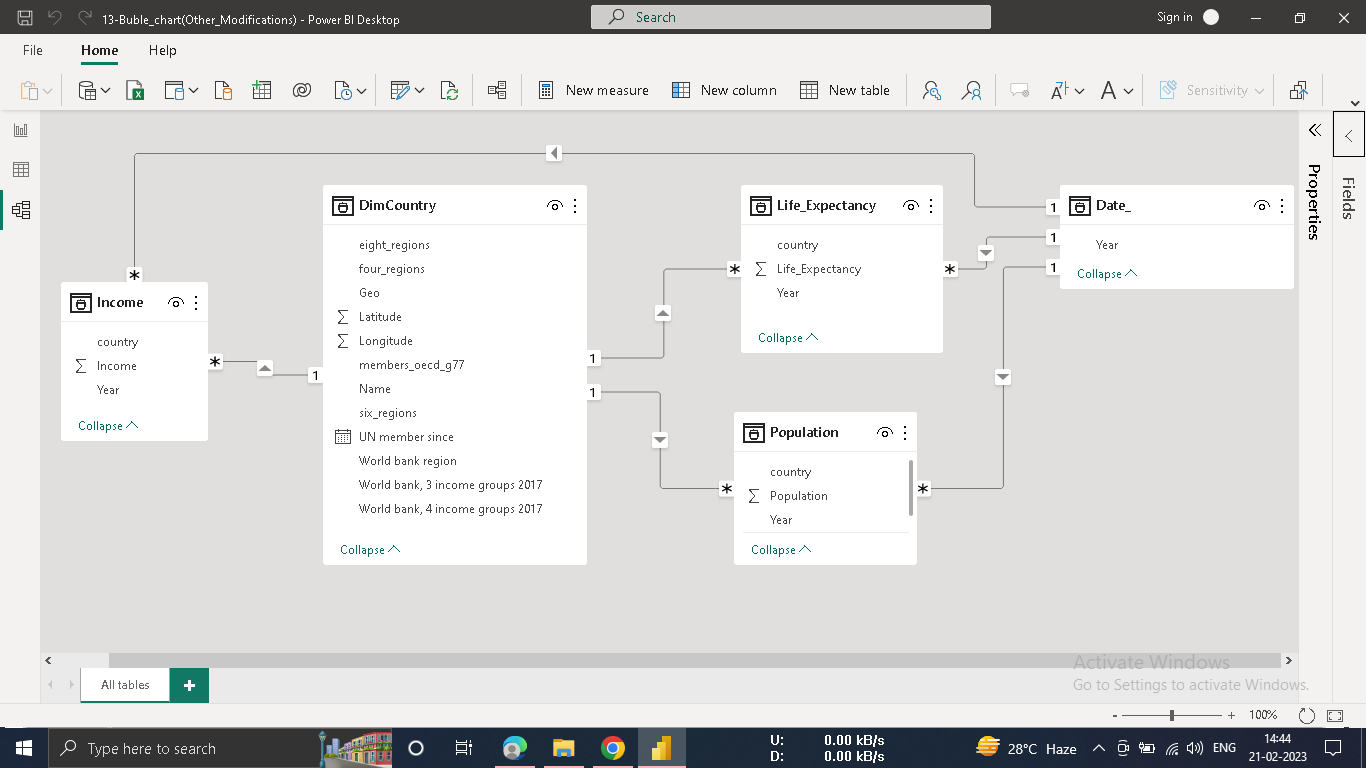 13-Buble_chart(Other_Modifications) - Power BI Desktop
Search
Sign in
File
Home
Help
New measure
New column
New table
Sensitivity
DimCountry
eight_regions
four_regions
Geo
Latitude
Longitude
members_oecd_g77
Name
six_regions
UN member since
World bank region
World bank, 3 income groups 2017
World bank, 4 income groups 2017
Collapse
Life_Expectancy
country
Life_Expectancy
Year
Collapse
Date_
Year
Collapse
Income
country
Income
Year
Collapse
Population
country
Population
Year
Collapse
*
*
1
1
1
*
*
1
1
1
*
*
Properties
Fields
All tables
Activate Windows
Go to Settings to activate Windows.
- + 100%
Type here to search
U: 0.00 kB/s
D: 0.00 kB/s
28°C Haze
ENG
14:44
21-02-2023